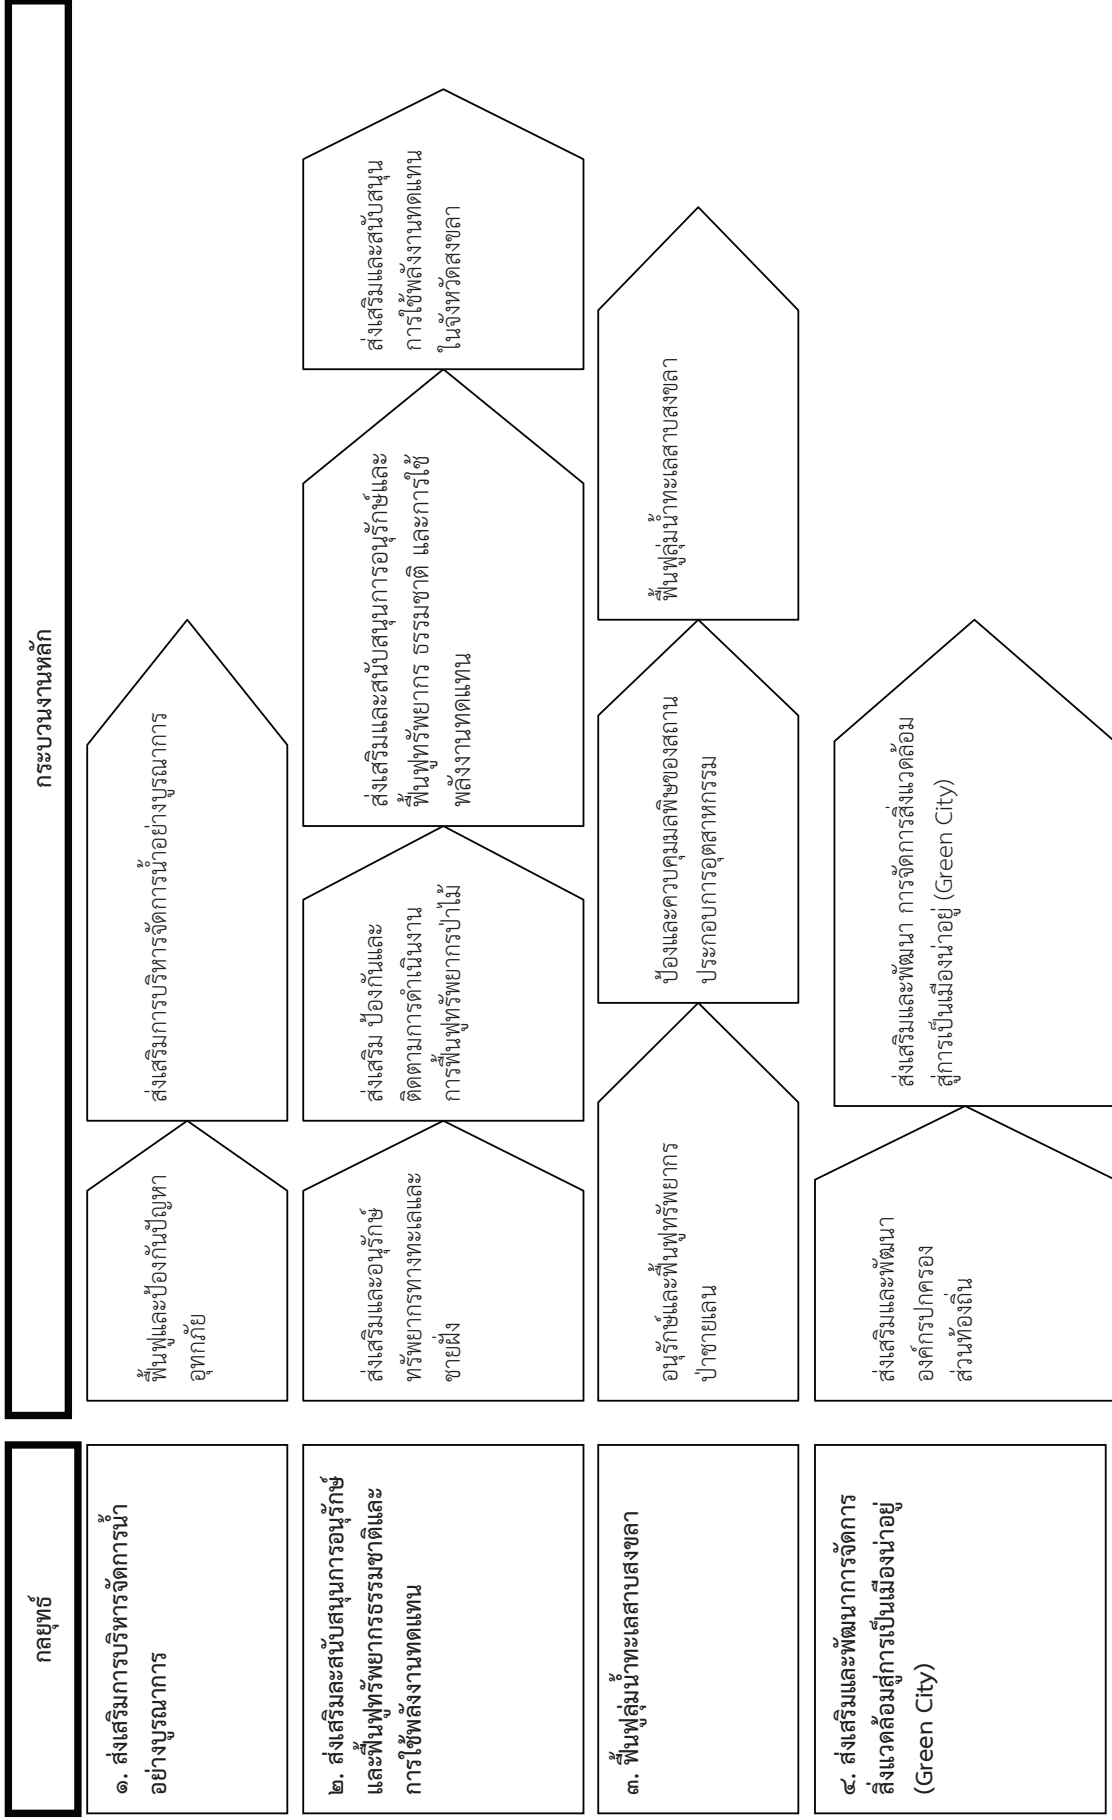 กลยุทธ์
กระบวนงานหลัก
๑. ส่งเสริมการบริหารจัดการน้ำ
อย่างบูรณาการ
ฟื้นฟูและป้องกันปัญหา
อุทกภัย
ส่งเสริมการบริหารจัดการน้ำอย่างบูรณาการ
๒. ส่งเสริมละสนับสนุนการอนุรักษ์
และฟื้นฟูทรัพยากรธรรมชาติและ
การใช้พลังงานทดแทน
ส่งเสริมและอนุรักษ์
ทรัพยากรทางทะเลและ
ชายฝั่ง
ส่งเสริม ป้องกันและ
ติดตามการดำเนินงาน
การฟื้นฟูทรัพยากรป่าไม้
ส่งเสริมและสนับสนุนการอนุรักษ์และ
ฟื้นฟูทรัพยากร ธรรมชาติ และการใช้
พลังงานทดแทน
ส่งเสริมและสนับสนุน
การใช้พลังงานทดแทน
ในจังหวัดสงขลา
๓. ฟื้นฟูลุ่มน้ำทะเลสาบสงขลา
อนุรักษ์และฟื้นฟูทรัพยากร
ป่าชายเลน
ป้องและควบคุมมลพิษของสถาน
ประกอบการอุตสาหกรรม
ฟื้นฟูลุ่มน้ำทะเลสาบสงขลา
๔. ส่งเสริมและพัฒนาการจัดการ
สิ่งแวดล้อมสู่การเป็นเมืองน่าอยู่
(Green City)
ส่งเสริมและพัฒนา
องค์กรปกครอง
ส่วนท้องถิ่น
ส่งเสริมและพัฒนา การจัดการสิ่งแวดล้อม
สู่การเป็นเมืองน่าอยู่ (Green City)